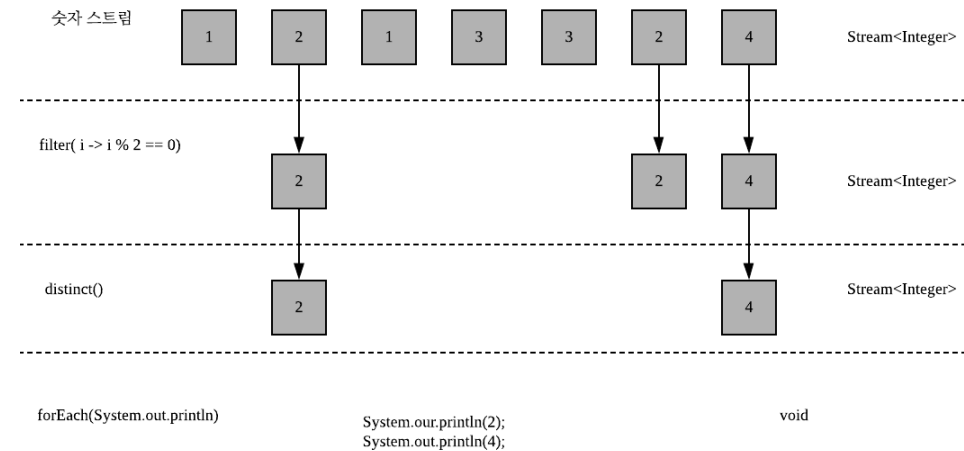 숫자 스트림
1 2 1 3 3 2 4 Stream<Integer>
filter( i -> i % 2 == 0)
2 2 4 Stream<Integer>
distinct() Stream<Integer>
2 4
forEach(System.out.println) void
System.our.println(2);
System.out.println(4);